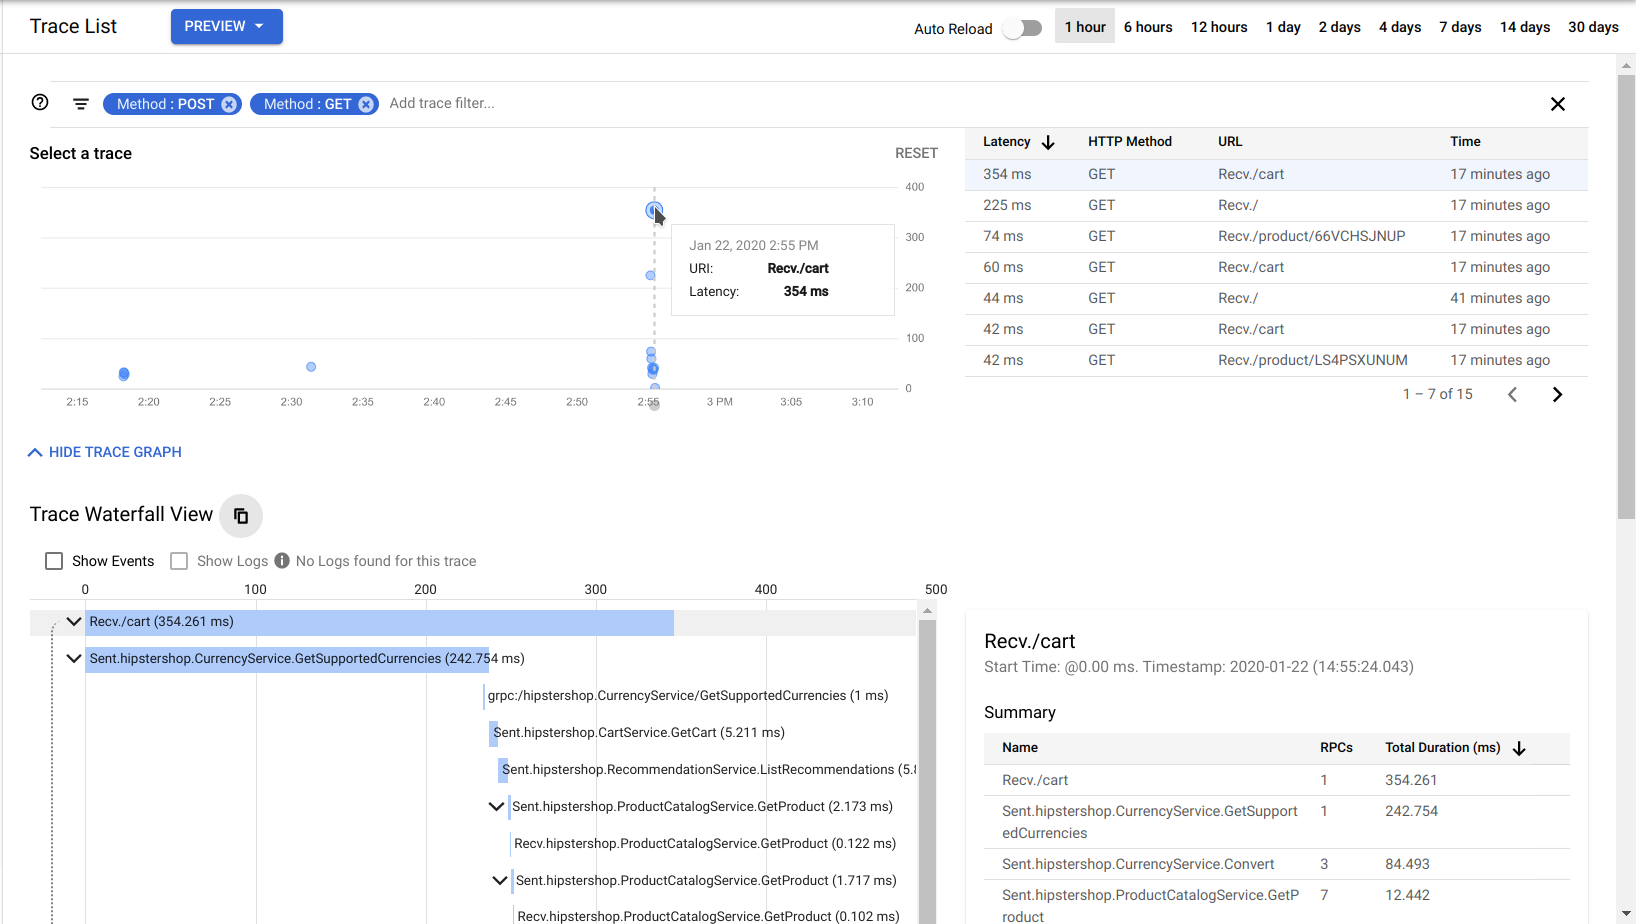 Trace List
PREVIEW
Auto Reload
1 hour 6 hours 12 hours 1 day 2 days 4 days 7 days 14 days 30 days
Method : POST
Method : GET
Add trace filter...
Select a trace
RESET
400
300
200
100
0
2:15 2:20 2:25 2:30 2:35 2:40 2:45 2:50 2:55 3 PM 3:05 3:10
Jan 22, 2020 2:55 PM
URI: Recv./cart
Latency: 354 ms
Latency HTTP Method URL Time
354 ms GET Recv./cart 17 minutes ago
225 ms GET Recv./ 17 minutes ago
74 ms GET Recv./product/66VCHSJNUP 17 minutes ago
60 ms GET Recv./cart 17 minutes ago
44 ms GET Recv./ 41 minutes ago
42 ms GET Recv./cart 17 minutes ago
42 ms GET Recv./product/LS4PSXUNUM 17 minutes ago
1 – 7 of 15
HIDE TRACE GRAPH
Trace Waterfall View
Show Events Show Logs No Logs found for this trace
0 100 200 300 400 500
Recv./cart (354.261 ms)
Sent.hipstershop.CurrencyService.GetSupportedCurrencies (242.754 ms)
grpc:/hipstershop.CurrencyService/GetSupportedCurrencies (1 ms)
Sent.hipstershop.CartService.GetCart (5.211 ms)
Sent.hipstershop.RecommendationService.ListRecommendations (5.8
Sent.hipstershop.ProductCatalogService.GetProduct (2.173 ms)
Recv.hipstershop.ProductCatalogService.GetProduct (0.122 ms)
Sent.hipstershop.ProductCatalogService.GetProduct (1.717 ms)
Recv.hipstershop.ProductCatalogService.GetProduct (0.102 ms)
Recv./cart
Start Time: @0.00 ms. Timestamp: 2020-01-22 (14:55:24.043)
Summary
Name RPCs Total Duration (ms)
Recv./cart 1 354.261
Sent.hipstershop.CurrencyService.GetSupport 1 242.754
edCurrencies
Sent.hipstershop.CurrencyService.Convert 3 84.493
Sent.hipstershop.ProductCatalogService.GetP 7 12.442
roduct